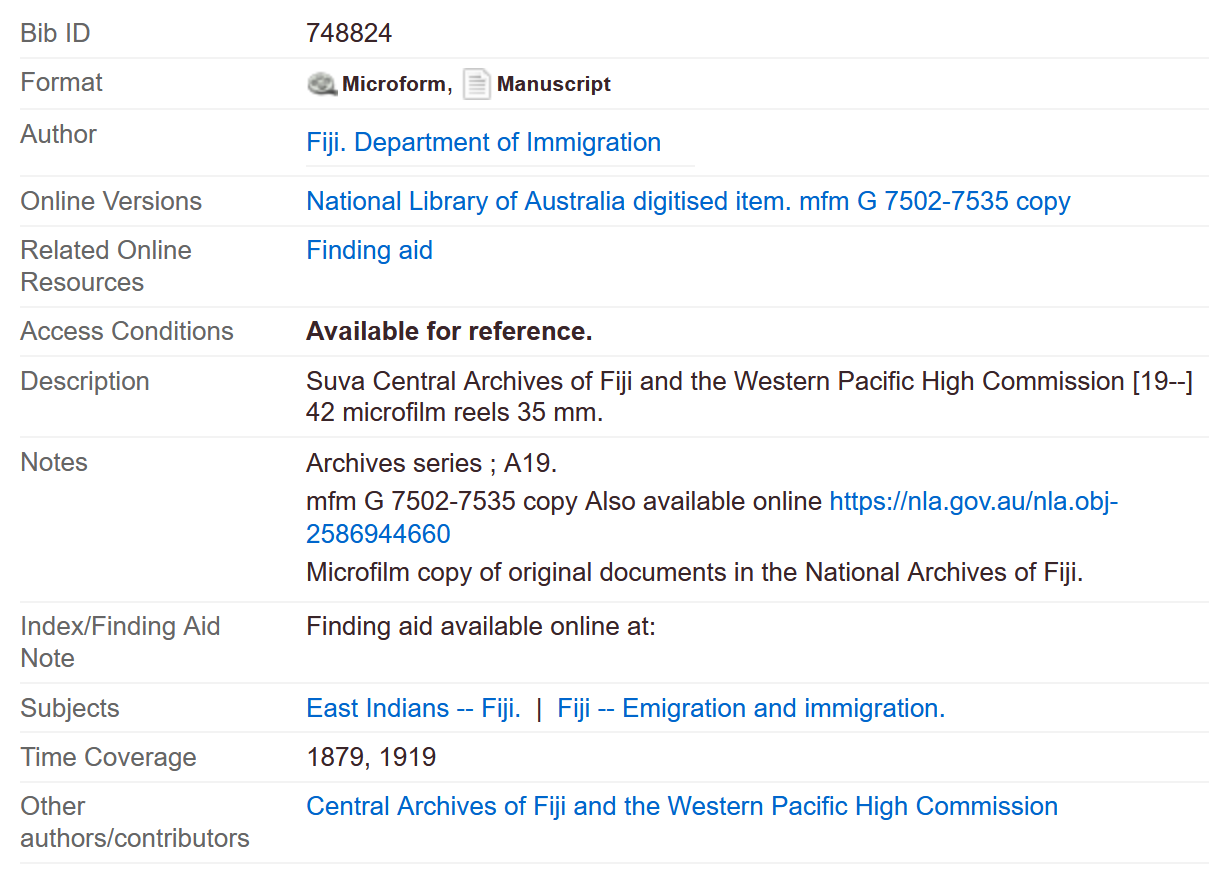 Bib ID 748824
Format Microform, Manuscript
Author Fiji. Department of Immigration
Online Versions National Library of Australia digitised item. mfm G 7502-7535 copy
Related Online Finding aid
Resources
Access Conditions Available for reference.
Description Suva Central Archives of Fiji and the Western Pacific High Commission [19--]
42 microfilm reels 35 mm.
Notes Archives series ; A19.
mfm G 7502-7535 copy Also available online https://nla.gov.au/nla.obj-
2586944660
Microfilm copy of original documents in the National Archives of Fiji.
Index/Finding Aid Finding aid available online at:
Note
Subjects East Indians -- Fiji. | Fiji -- Emigration and immigration.
Time Coverage 1879, 1919
Other Central Archives of Fiji and the Western Pacific High Commission
authors/contributors